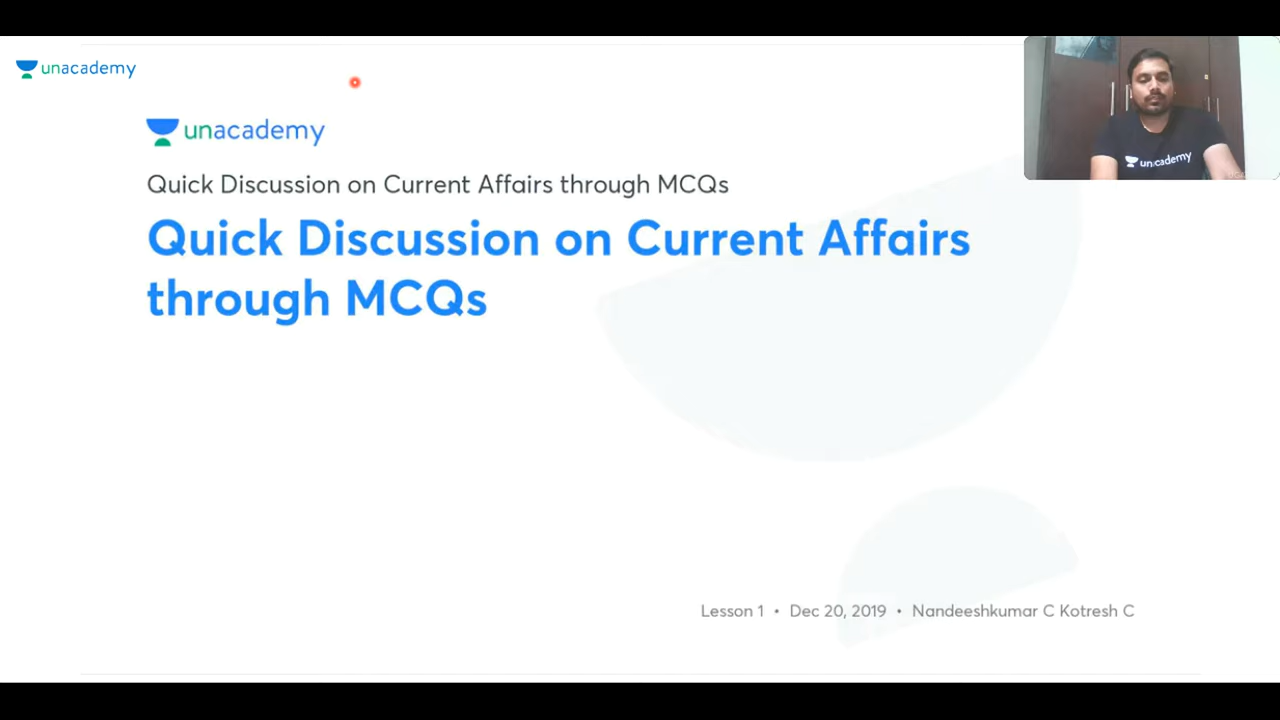 unacademy
unacademy
Quick Discussion on Current Affairs through MCQs
Quick Discussion on Current Affairs
through MCQs
unacademy
Lesson 1 • Dec 20, 2019 • Nandeeshkumar C Kotresh C